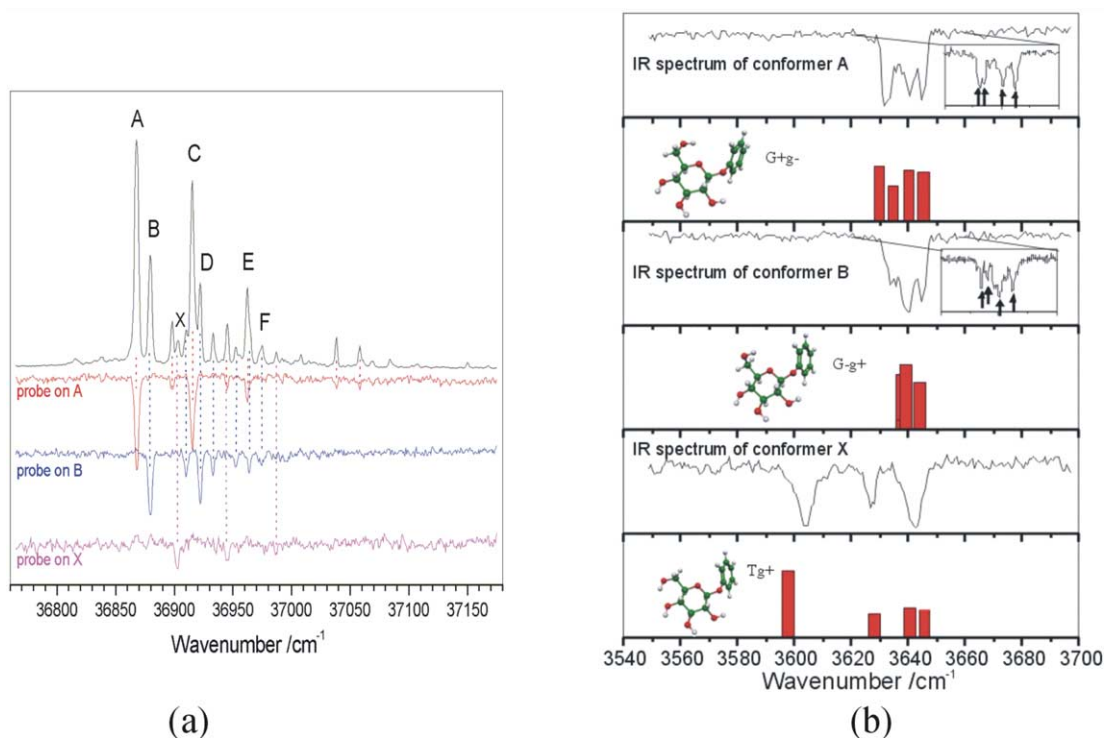 A
B
C
X
D
E
F
probe on A
probe on B
probe on X
36800 36850 36900 36950 37000 37050 37100 37150
Wavenumber /cm-1
(a)
IR spectrum of conformer A
G+g-
IR spectrum of conformer B
G-g+
IR spectrum of conformer X
Tg+
3540 3560 3580 3600 3620 3640 3660 3680 3700
Wavenumber /cm-1
(b)